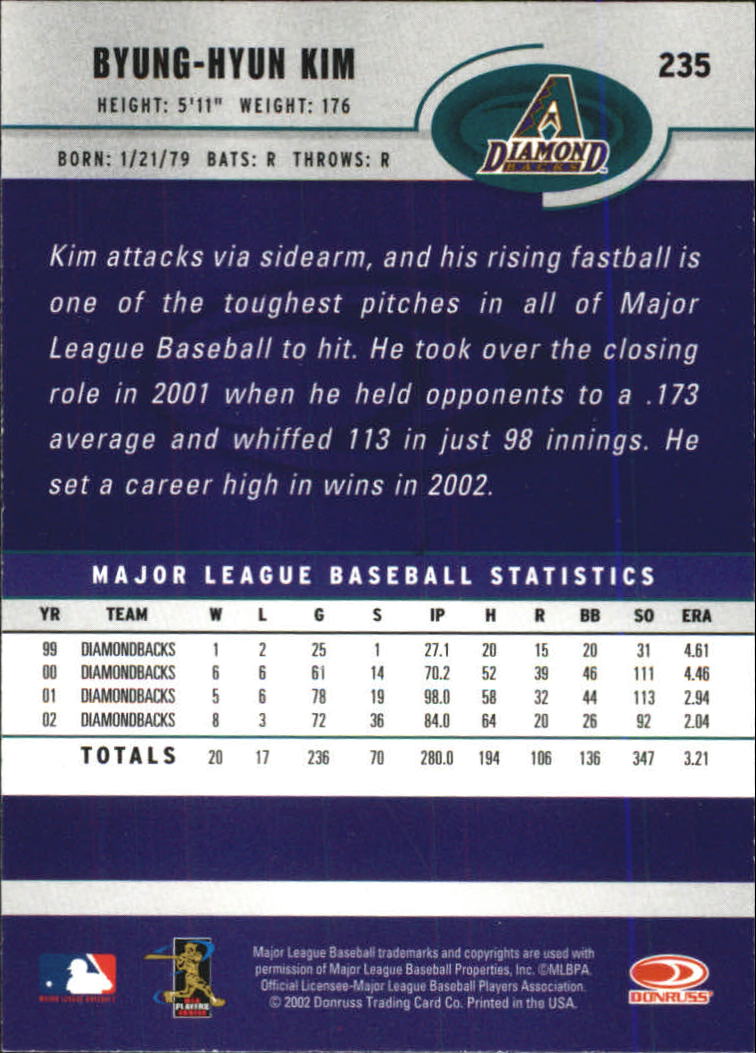 BYUNG-HYUN KIM
235
HEIGHT: 5'11" WEIGHT: 176
BORN: 1/21/79 BATS: R THROWS: R
DIAMOND
BACKS
Kim attacks via sidearm, and his rising fastball is
one of the toughest pitches in all of Major
League Baseball to hit. He took over the closing
role in 2001 when he held opponents to a .173
average and whiffed 113 in just 98 innings. He
set a career high in wins in 2002.
MAJOR LEAGUE BASEBALL STATISTICS
YR TEAM W L G S IP H R BB SO ERA
99 DIAMONDBACKS 1 2 25 1 27.1 20 15 20 31 4.61
00 DIAMONDBACKS 6 6 61 14 70.2 52 39 46 111 4.46
01 DIAMONDBACKS 5 6 78 19 98.0 58 32 44 113 2.94
02 DIAMONDBACKS 8 3 72 36 84.0 64 20 26 92 2.04
TOTALS 20 17 236 70 280.0 194 106 136 347 3.21
Major League Baseball trademarks and copyrights are used with
permission of Major League Baseball Properties, Inc. ©MLBPA.
Official Licensee-Major League Baseball Players Association.
© 2002 Donruss Trading Card Co. Printed in the USA.
MAJOR LEAGUE BASEBALL
PLAYERS
CHOICE
DONRUSS